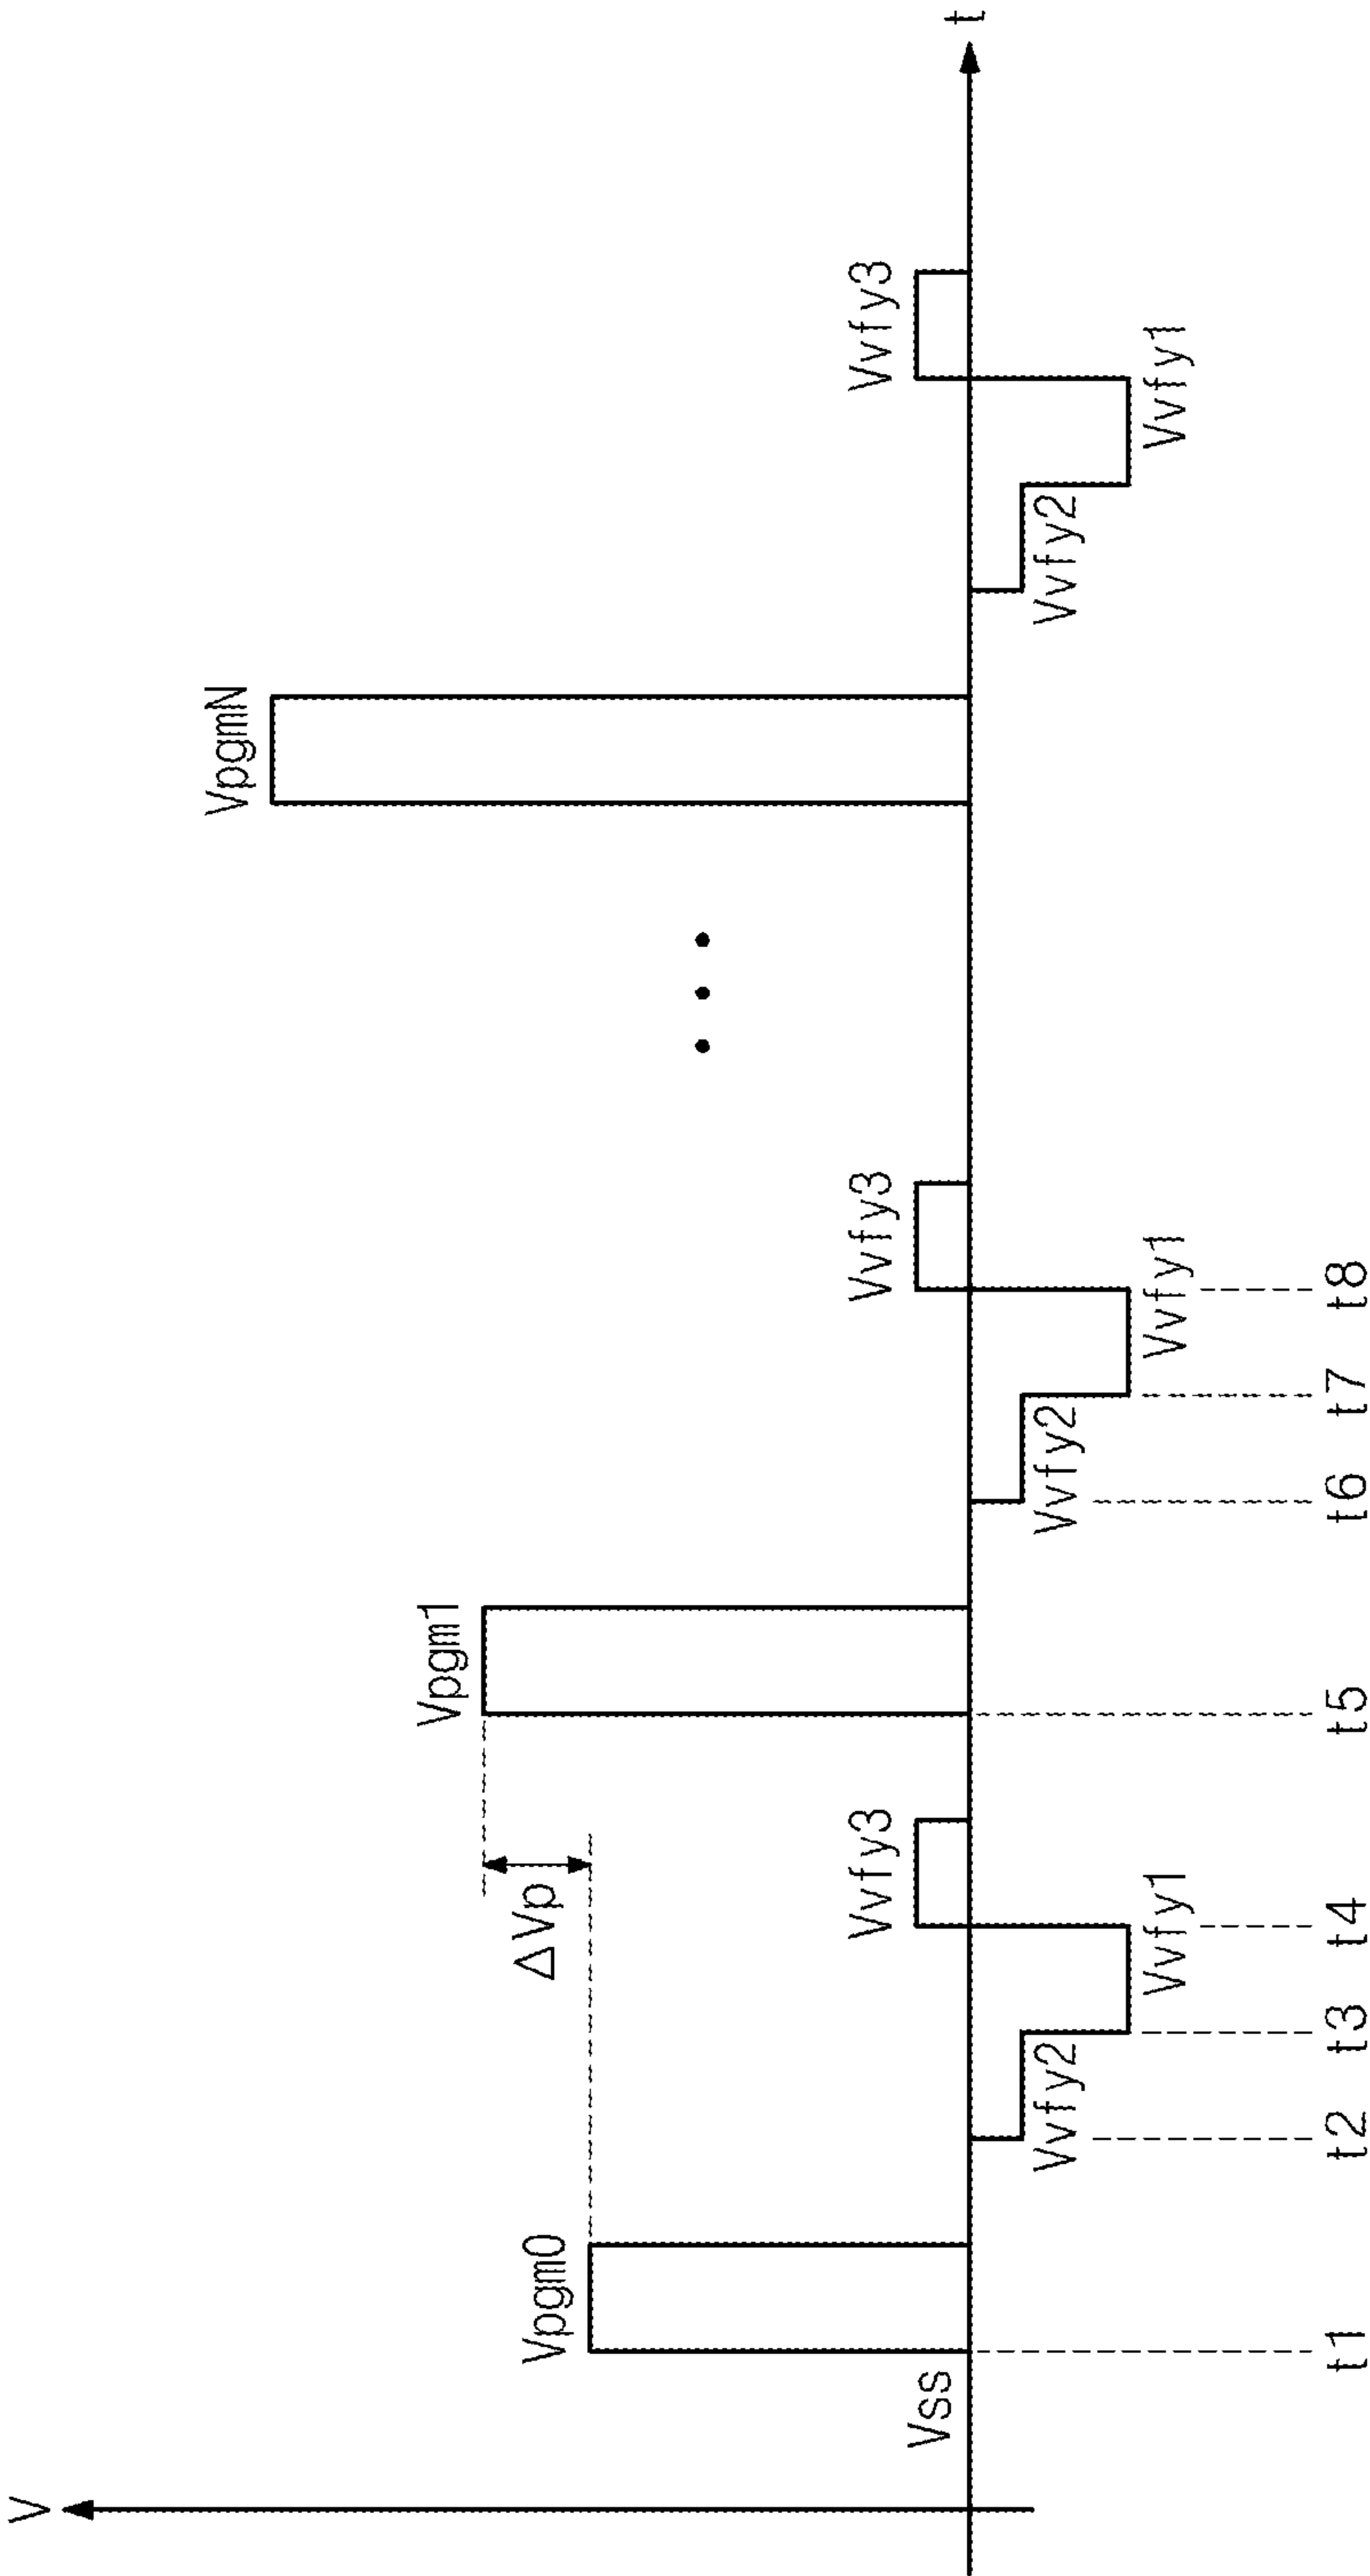 V
VpgmN
Vpgm1
ΔVp
Vpgm0
Vvfy3
Vvfy3
Vvfy3
Vss
t
Vvfy2
Vvfy1
Vvfy2
Vvfy1
Vvfy2
Vvfy1
t1
t2
t3
t4
t5
t6
t7
t8